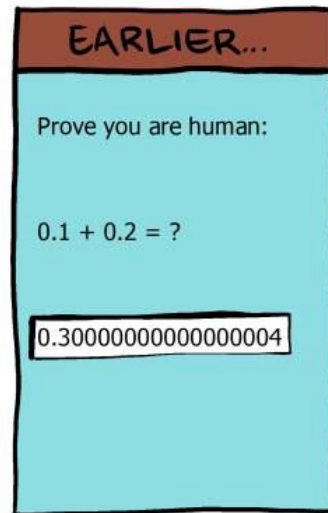 EARLIER...
Prove you are human:
0.1 + 0.2 = ?
0.30000000000000004